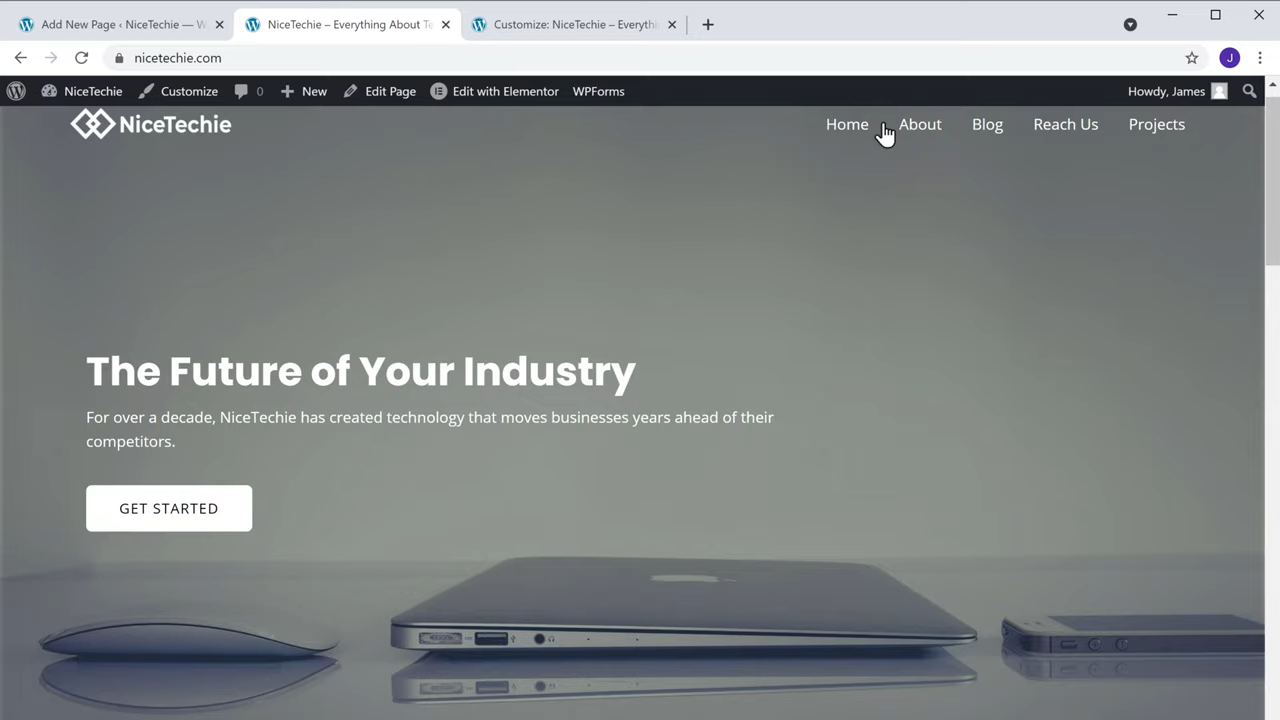 Add New Page ‹ NiceTechie — W
NiceTechie – Everything About Te
Customize: NiceTechie – Everythin
nicetechie.com
J
NiceTechie
Customize
0
New
Edit Page
Edit with Elementor
WPForms
Howdy, James
NiceTechie
Home
About
Blog
Reach Us
Projects
The Future of Your Industry
For over a decade, NiceTechie has created technology that moves businesses years ahead of their
competitors.
GET STARTED